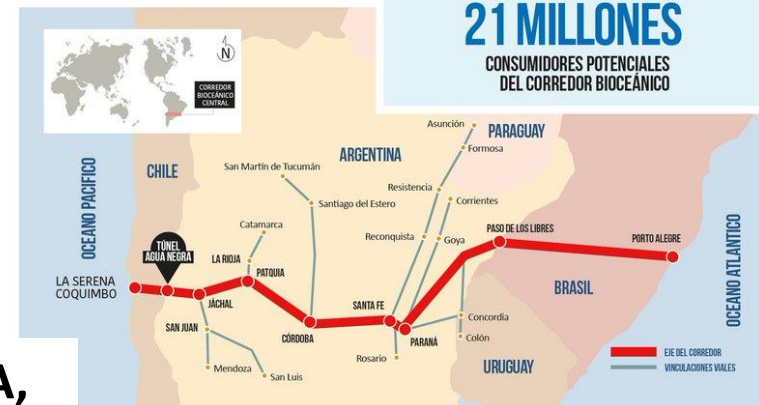 21 MILLONES
CONSUMIDORES POTENCIALES
DEL CORREDOR BIOCEÁNICO
N
CORREDOR
BIOCEÁNICO
CENTRAL
OCEANO PACIFICO
CHILE
ARGENTINA
PARAGUAY
BRASIL
URUGUAY
OCEANO ATLANTICO
Asunción
Formosa
San Martín de Tucumán
Resistencia
Santiago del Estero
Corrientes
Catamarca
Reconquista
Goya
PASO DE LOS LIBRES
PORTO ALEGRE
TÚNEL
AGUA NEGRA
LA RIOJA
PATQUIA
LA SERENA
COQUIMBO
JÁCHAL
SANTA FE
SAN JUAN
CÓRDOBA
PARANÁ
Concordia
Colón
Rosario
Mendoza
San Luis
EJE DEL CORREDOR
VINCULACIONES VIALES
A,